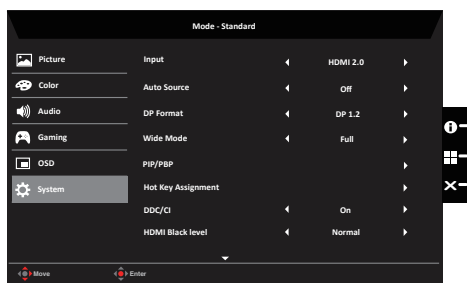 Mode - Standard
Picture
Color
Audio
Gaming
OSD
System
Input HDMI 2.0
Auto Source Off
DP Format DP 1.2
Wide Mode Full
PIP/PBP
Hot Key Assignment
DDC/CI On
HDMI Black level Normal
Move Enter